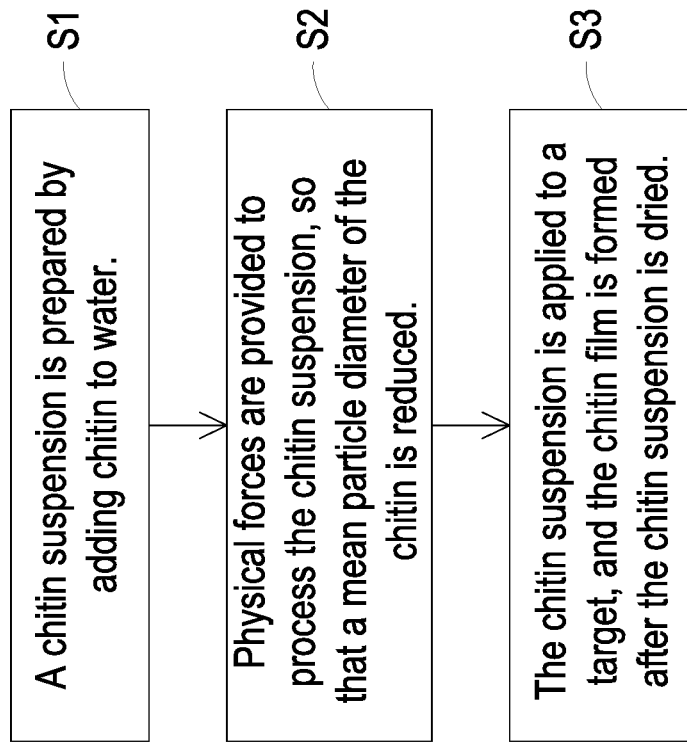 A chitin suspension is prepared by
adding chitin to water.
S1
Physical forces are provided to
process the chitin suspension, so
that a mean particle diameter of the
chitin is reduced.
S2
The chitin suspension is applied to a
target, and the chitin film is formed
after the chitin suspension is dried.
S3